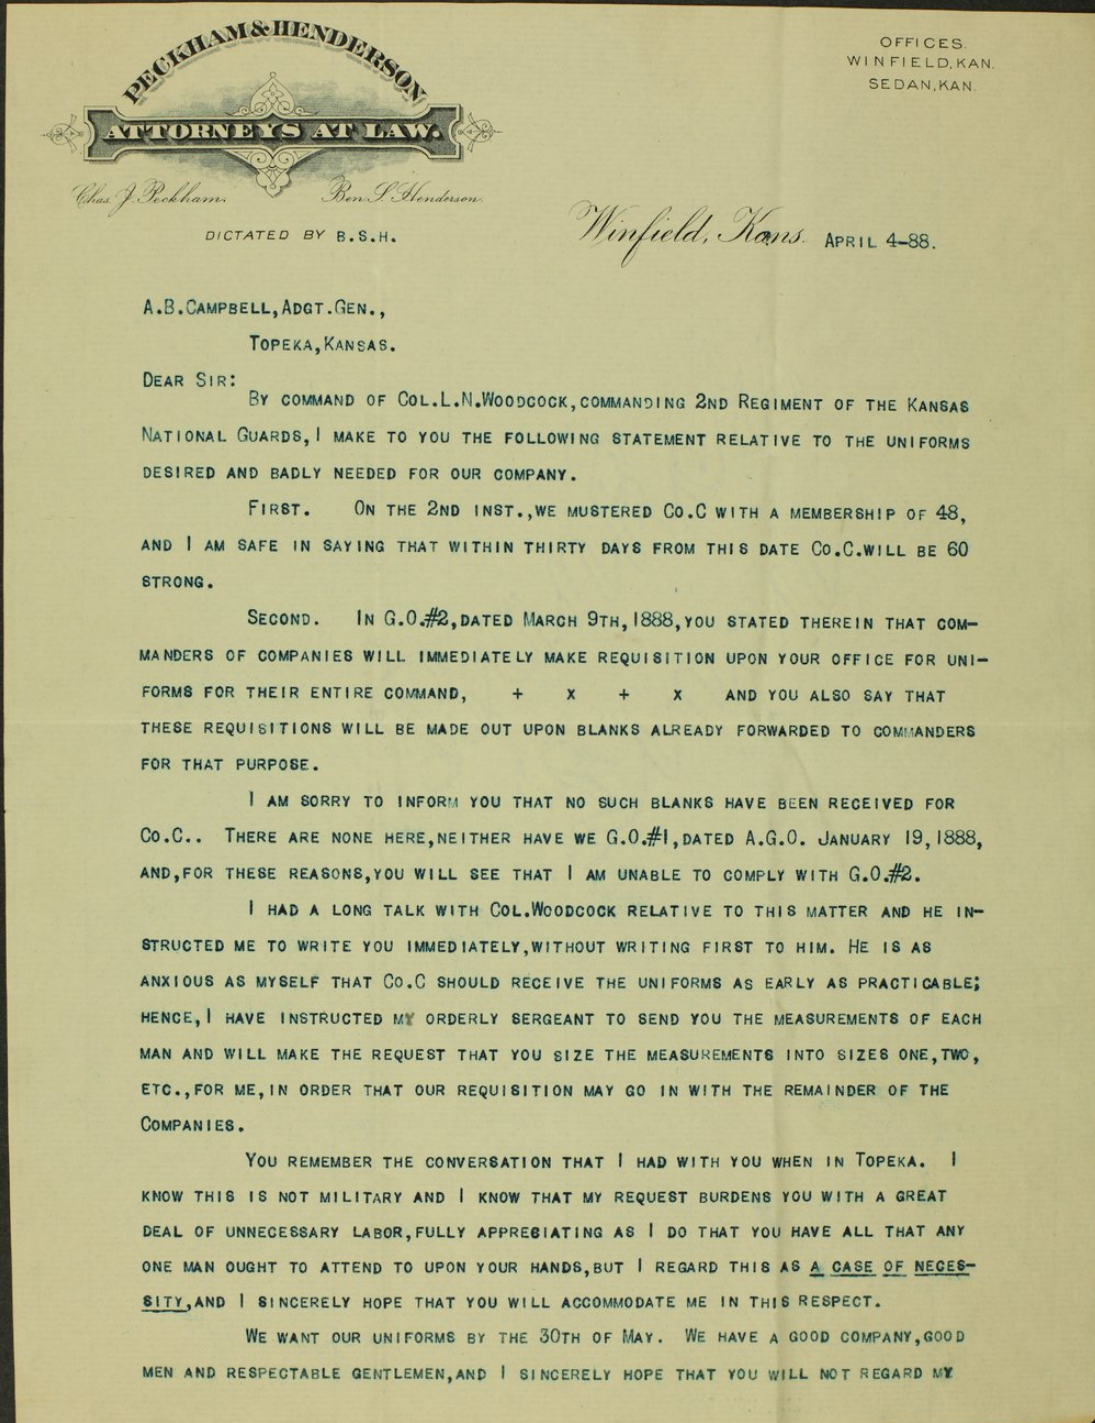 PECKHAM & HENDERSON
ATTORNEYS AT LAW.
Chas. J. Peckham. Ben. S. Henderson.
OFFICES.
WINFIELD, KAN.
SEDAN, KAN.
DICTATED BY B.S.H.
Winfield, Kans. APRIL 4-88.
A.B.CAMPBELL,ADGT.GEN.,
TOPEKA,KANSAS.
DEAR SIR:
BY COMMAND OF COL.L.N.WOODCOCK,COMMANDING 2ND REGIMENT OF THE KANSAS
NATIONAL GUARDS,I MAKE TO YOU THE FOLLOWING STATEMENT RELATIVE TO THE UNIFORMS
DESIRED AND BADLY NEEDED FOR OUR COMPANY.
FIRST. ON THE 2ND INST.,WE MUSTERED CO.C WITH A MEMBERSHIP OF 48,
AND I AM SAFE IN SAYING THAT WITHIN THIRTY DAYS FROM THIS DATE CO.C.WILL BE 60
STRONG.
SECOND. IN G.O.#2,DATED MARCH 9TH,1888,YOU STATED THEREIN THAT COM-
MANDERS OF COMPANIES WILL IMMEDIATELY MAKE REQUISITION UPON YOUR OFFICE FOR UNI-
FORMS FOR THEIR ENTIRE COMMAND, + X + X AND YOU ALSO SAY THAT
THESE REQUISITIONS WILL BE MADE OUT UPON BLANKS ALREADY FORWARDED TO COMMANDERS
FOR THAT PURPOSE.
I AM SORRY TO INFORM YOU THAT NO SUCH BLANKS HAVE BEEN RECEIVED FOR
CO.C.. THERE ARE NONE HERE,NEITHER HAVE WE G.O.#1,DATED A.G.O. JANUARY 19,1888,
AND,FOR THESE REASONS,YOU WILL SEE THAT I AM UNABLE TO COMPLY WITH G.O.#2.
I HAD A LONG TALK WITH COL.WOODCOCK RELATIVE TO THIS MATTER AND HE IN-
STRUCTED ME TO WRITE YOU IMMEDIATELY,WITHOUT WRITING FIRST TO HIM. HE IS AS
ANXIOUS AS MYSELF THAT CO.C SHOULD RECEIVE THE UNIFORMS AS EARLY AS PRACTICABLE;
HENCE,I HAVE INSTRUCTED MY ORDERLY SERGEANT TO SEND YOU THE MEASUREMENTS OF EACH
MAN AND WILL MAKE THE REQUEST THAT YOU SIZE THE MEASUREMENTS INTO SIZES ONE,TWO,
ETC.,FOR ME,IN ORDER THAT OUR REQUISITION MAY GO IN WITH THE REMAINDER OF THE
COMPANIES.
YOU REMEMBER THE CONVERSATION THAT I HAD WITH YOU WHEN IN TOPEKA. I
KNOW THIS IS NOT MILITARY AND I KNOW THAT MY REQUEST BURDENS YOU WITH A GREAT
DEAL OF UNNECESSARY LABOR,FULLY APPRECIATING AS I DO THAT YOU HAVE ALL THAT ANY
ONE MAN OUGHT TO ATTEND TO UPON YOUR HANDS,BUT I REGARD THIS AS A CASE OF NECES-
SITY,AND I SINCERELY HOPE THAT YOU WILL ACCOMMODATE ME IN THIS RESPECT.
WE WANT OUR UNIFORMS BY THE 30TH OF MAY. WE HAVE A GOOD COMPANY,GOOD
MEN AND RESPECTABLE GENTLEMEN,AND I SINCERELY HOPE THAT YOU WILL NOT REGARD MY